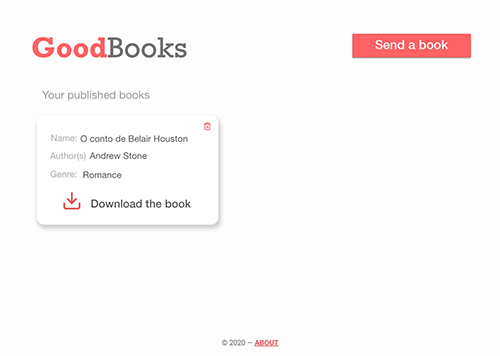 GoodBooks
Send a book
Your published books
Name: O conto de Belair Houston
Author(s) Andrew Stone
Genre: Romance
Download the book
© 2020 — ABOUT